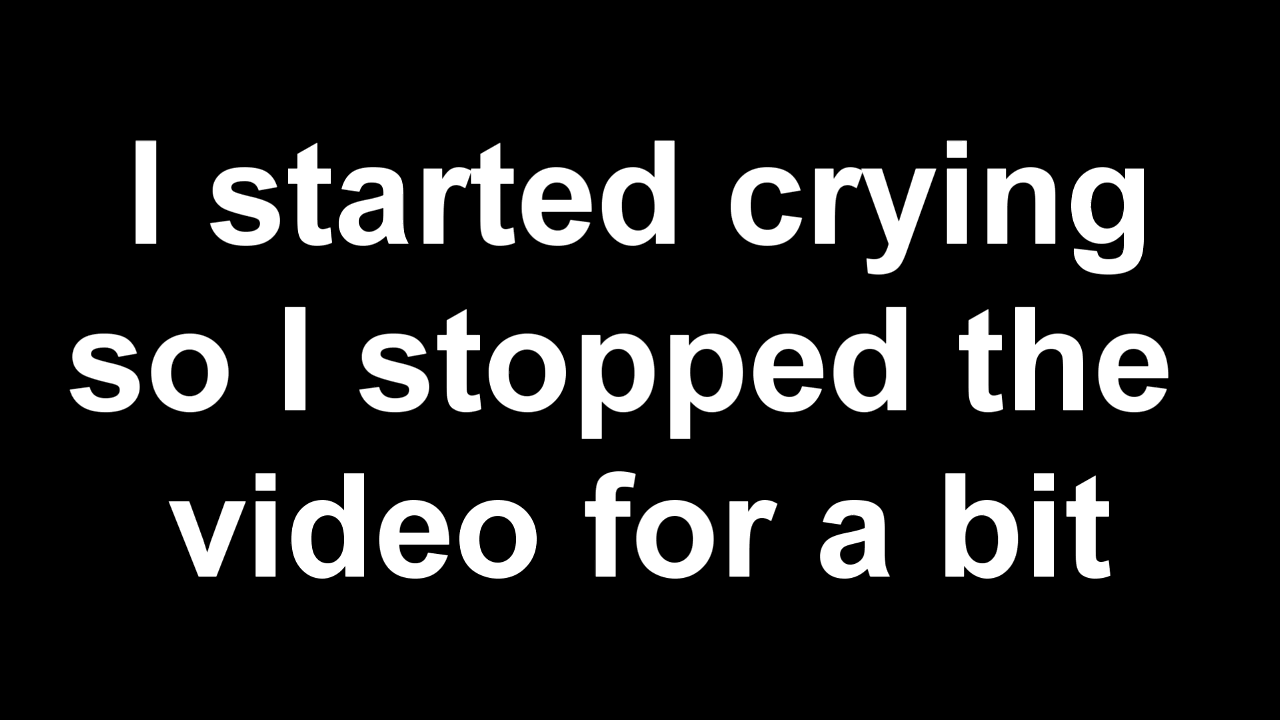 I started crying
so I stopped the
video for a bit